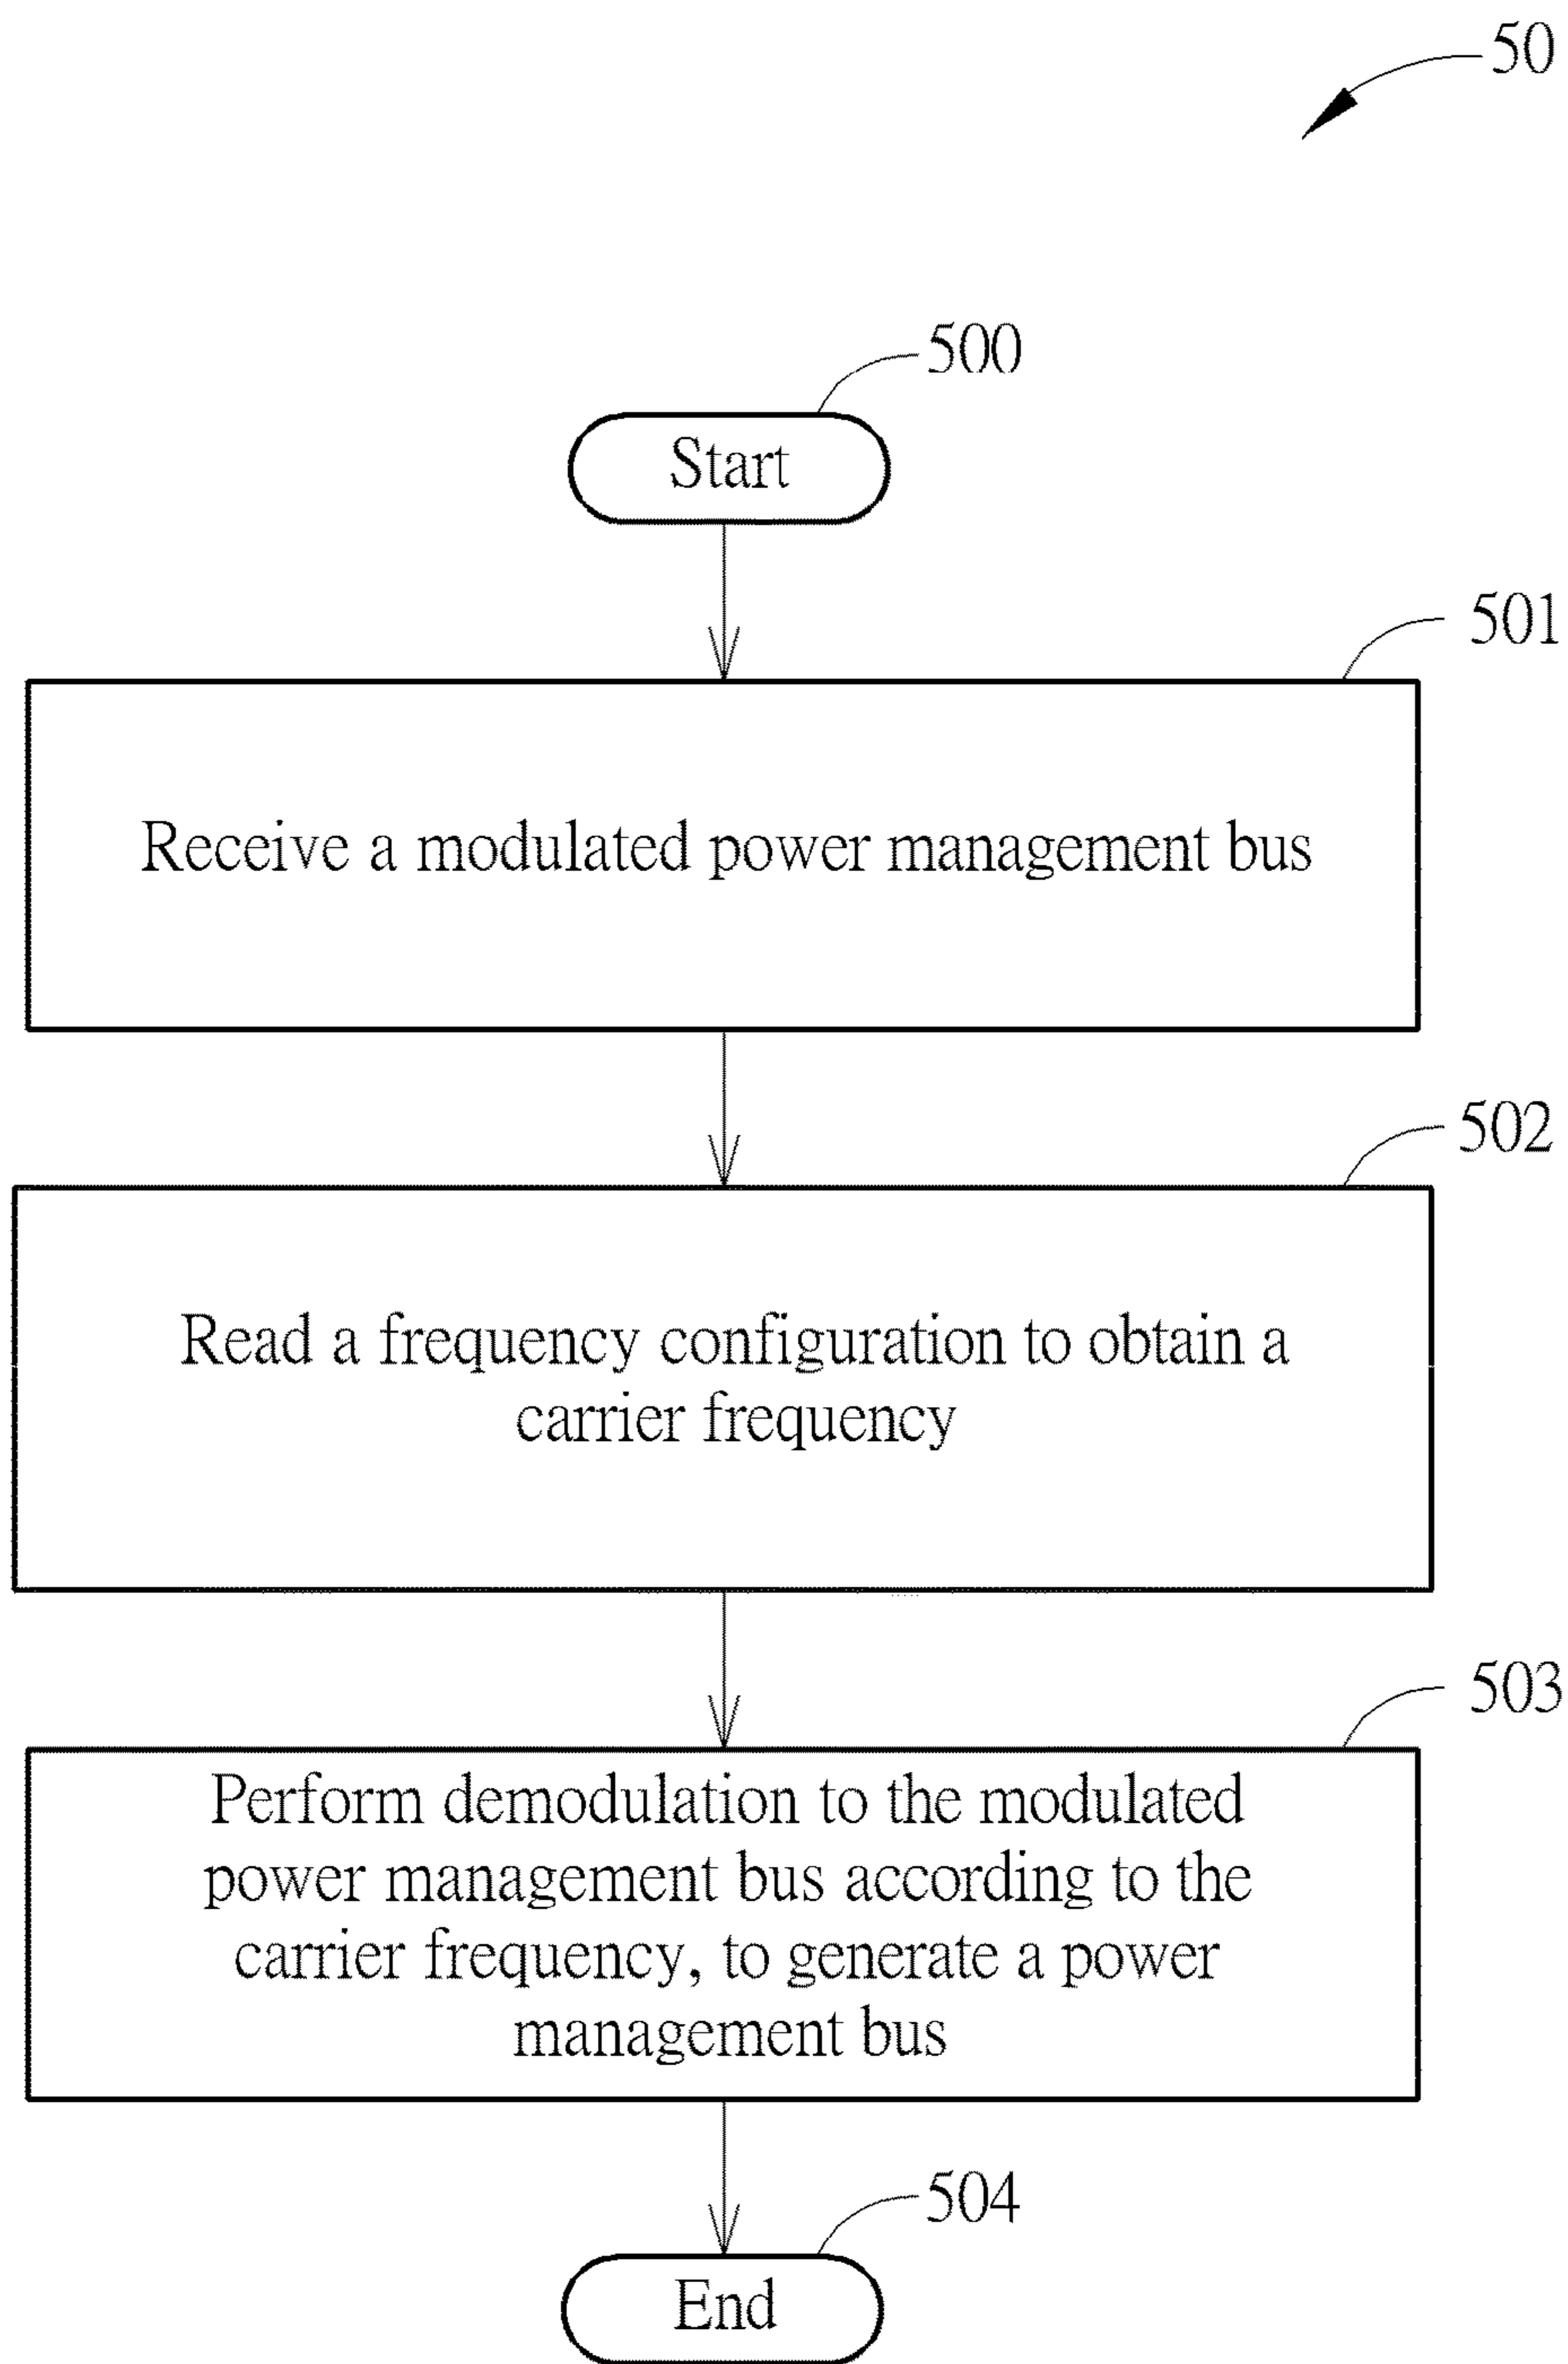 50
500
Start
501
Receive a modulated power management bus
502
Read a frequency configuration to obtain a
carrier frequency
503
Perform demodulation to the modulated
power management bus according to the
carrier frequency, to generate a power
management bus
504
End